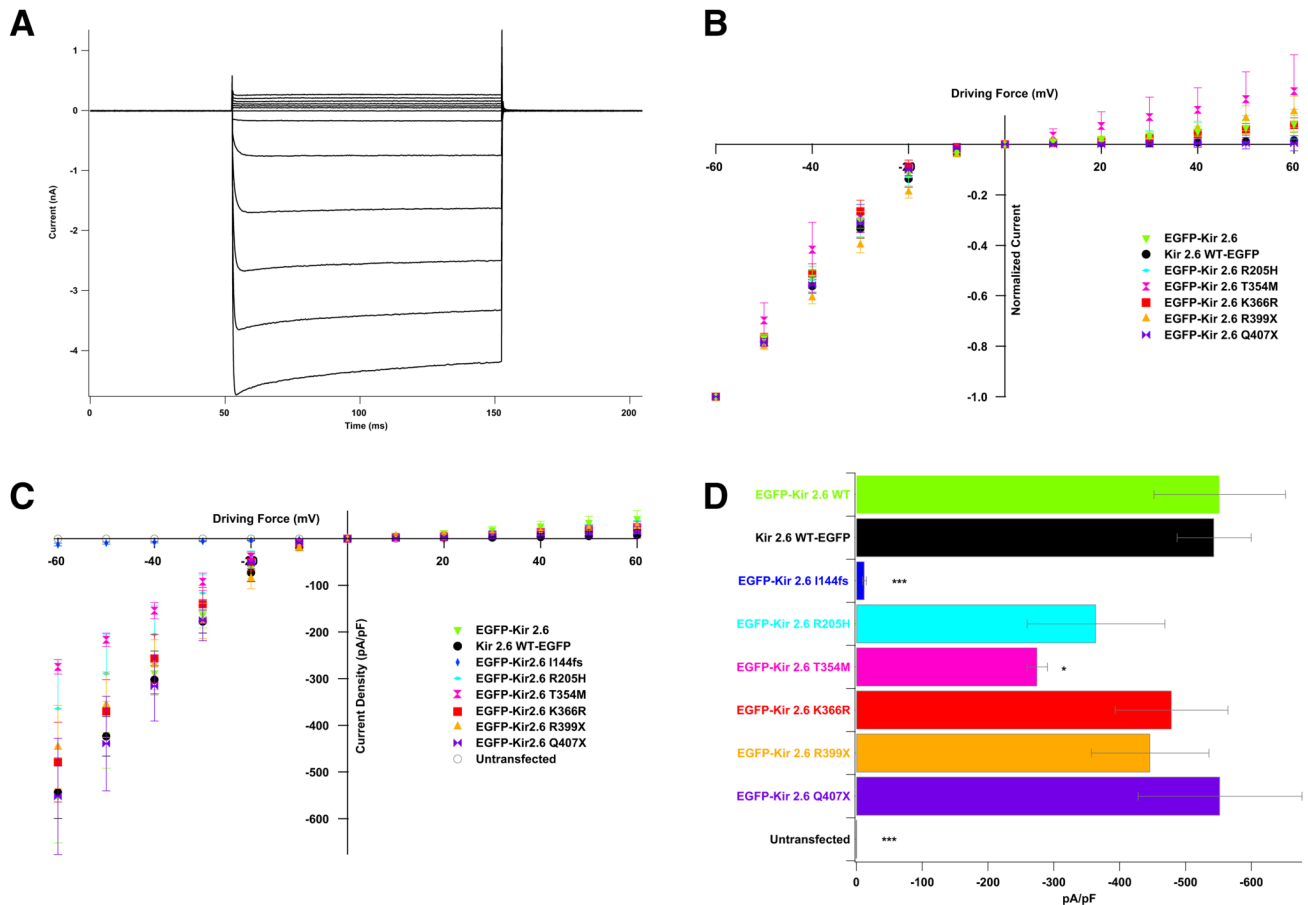 A
1
0
-1
-2
-3
-4
Current (nA)
0
50
100
150
200
Time (ms)
B
Driving Force (mV)
-60
-40
-20
20
40
60
-0.2
-0.4
-0.6
-0.8
-1.0
Normalized Current
EGFP-Kir 2.6
Kir 2.6 WT-EGFP
EGFP-Kir 2.6 R205H
EGFP-Kir 2.6 T354M
EGFP-Kir 2.6 K366R
EGFP-Kir 2.6 R399X
EGFP-Kir 2.6 Q407X
C
Driving Force (mV)
-60
-40
-20
20
40
60
-100
-200
-300
-400
-500
-600
Current Density (pA/pF)
EGFP-Kir 2.6
Kir 2.6 WT-EGFP
EGFP-Kir2.6 I144fs
EGFP-Kir2.6 R205H
EGFP-Kir2.6 T354M
EGFP-Kir2.6 K366R
EGFP-Kir2.6 R399X
EGFP-Kir2.6 Q407X
Untransfected
D
EGFP-Kir 2.6 WT
Kir 2.6 WT-EGFP
EGFP-Kir 2.6 I144fs ***
EGFP-Kir 2.6 R205H
EGFP-Kir 2.6 T354M *
EGFP-Kir 2.6 K366R
EGFP-Kir 2.6 R399X
EGFP-Kir 2.6 Q407X
Untransfected ***
0
-100
-200
-300
-400
-500
-600
pA/pF